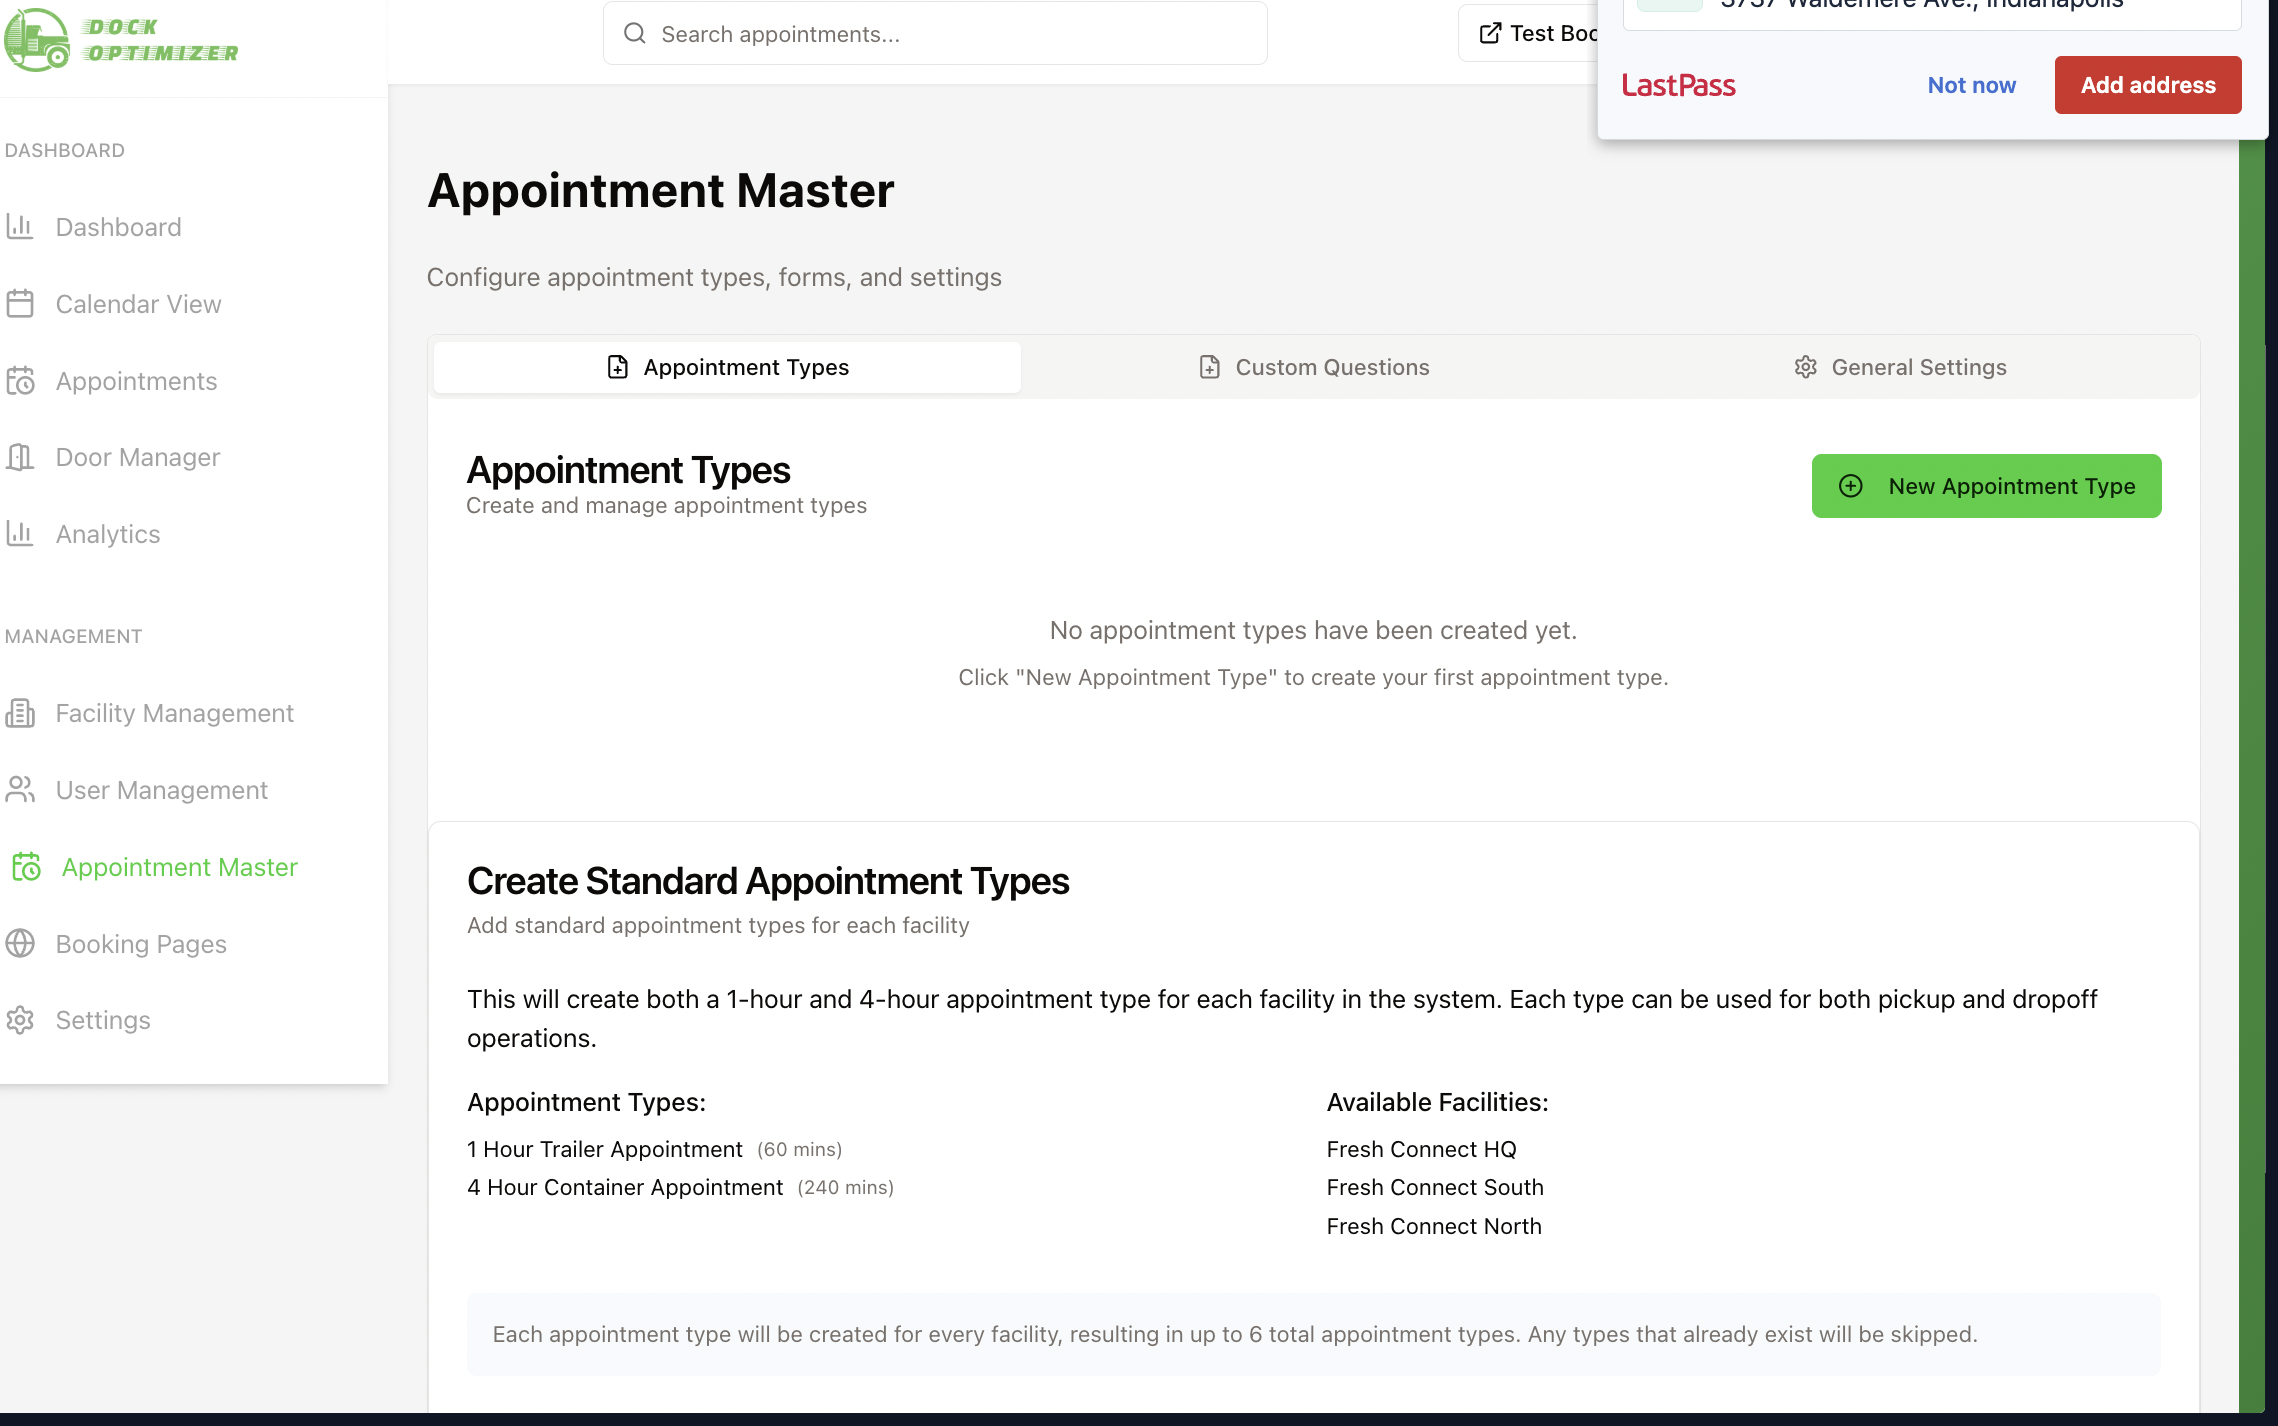 DOCK
OPTIMIZER
Search appointments...
Test
Waldemere Ave., Indianapolis
LastPass
Not now
Add address
DASHBOARD
Dashboard
Calendar View
Appointments
Door Manager
Analytics
MANAGEMENT
Facility Management
User Management
Appointment Master
Booking Pages
Settings
Appointment Master
Configure appointment types, forms, and settings
Appointment Types
Custom Questions
General Settings
Appointment Types
Create and manage appointment types
New Appointment Type
No appointment types have been created yet.
Click "New Appointment Type" to create your first appointment type.
Create Standard Appointment Types
Add standard appointment types for each facility
This will create both a 1-hour and 4-hour appointment type for each facility in the system. Each type can be used for both pickup and dropoff
operations.
Appointment Types:
1 Hour Trailer Appointment (60 mins)
4 Hour Container Appointment (240 mins)
Available Facilities:
Fresh Connect HQ
Fresh Connect South
Fresh Connect North
Each appointment type will be created for every facility, resulting in up to 6 total appointment types. Any types that already exist will be skipped.